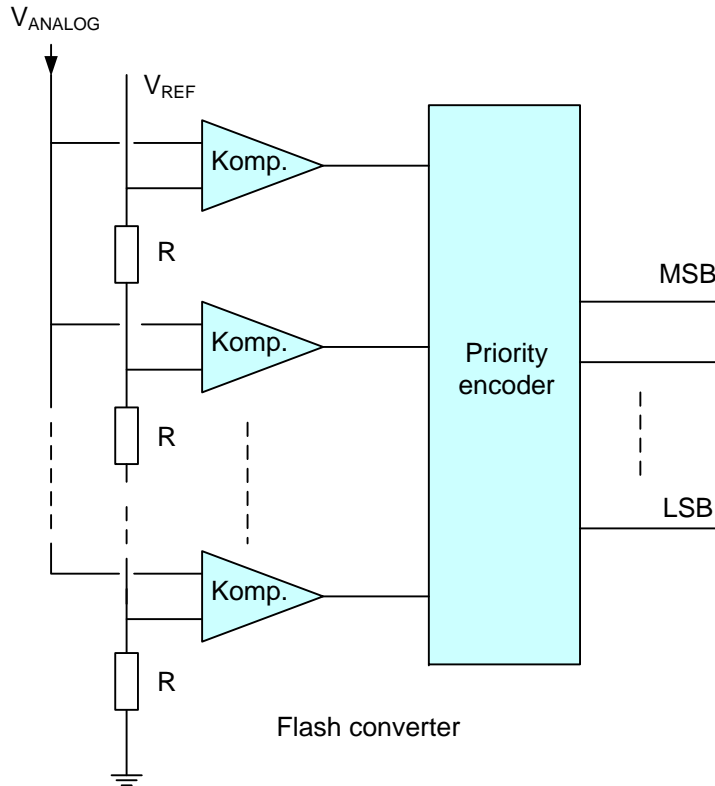 VANALOG
VREF
Komp.
R
MSB
Komp.
Priority
encoder
R
LSB
Komp.
R
Flash converter